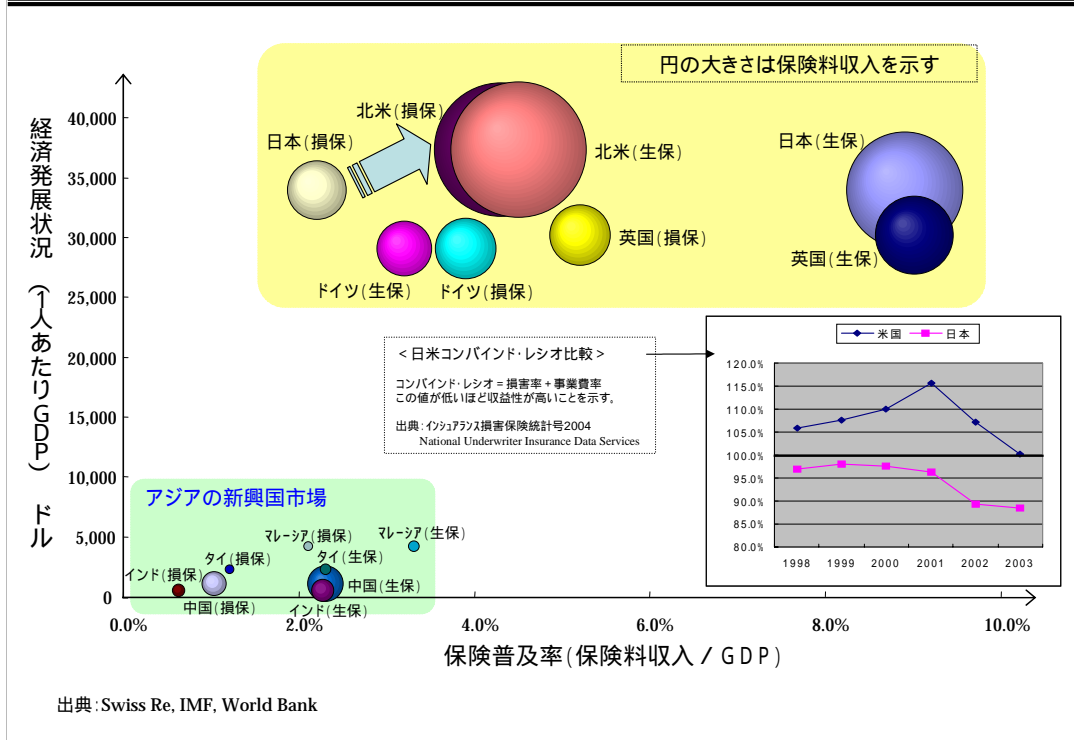 円の大きさは保険料収入を示す
経済発展状況 (1人あたりGDP) ドル
40,000
35,000
30,000
25,000
20,000
15,000
10,000
5,000
0
北米(損保)
日本(損保)
北米(生保)
日本(生保)
英国(損保)
英国(生保)
ドイツ(生保)
ドイツ(損保)
<日米コンバインド・レシオ比較>
コンバインド・レシオ=損害率+事業費率
この値が低いほど収益性が高いことを示す。
出典:インシュアランス損害保険統計号2004
National Underwriter Insurance Data Services
米国 日本
120.0%
115.0%
110.0%
105.0%
100.0%
95.0%
90.0%
85.0%
80.0%
1998 1999 2000 2001 2002 2003
アジアの新興国市場
マレーシア(損保)
マレーシア(生保)
タイ(損保)
タイ(生保)
インド(損保)
中国(生保)
中国(損保)
インド(生保)
0.0% 2.0% 4.0% 6.0% 8.0% 10.0%
保険普及率(保険料収入/GDP)
出典:Swiss Re, IMF, World Bank